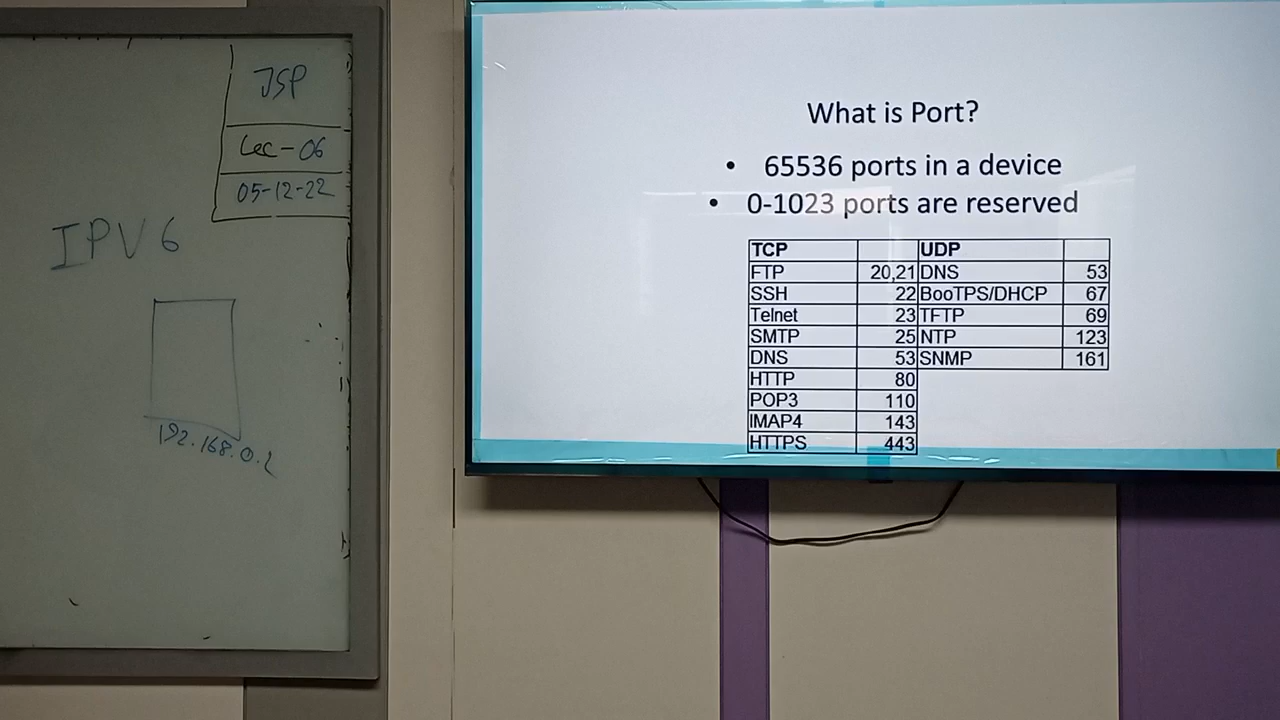 JSP
Lec-06
05-12-22
IPV6
192.168.0.1
What is Port?
• 65536 ports in a device
• 0-1023 ports are reserved
TCP UDP
FTP 20,21 DNS 53
SSH 22 BooTPS/DHCP 67
Telnet 23 TFTP 69
SMTP 25 NTP 123
DNS 53 SNMP 161
HTTP 80
POP3 110
IMAP4 143
HTTPS 443